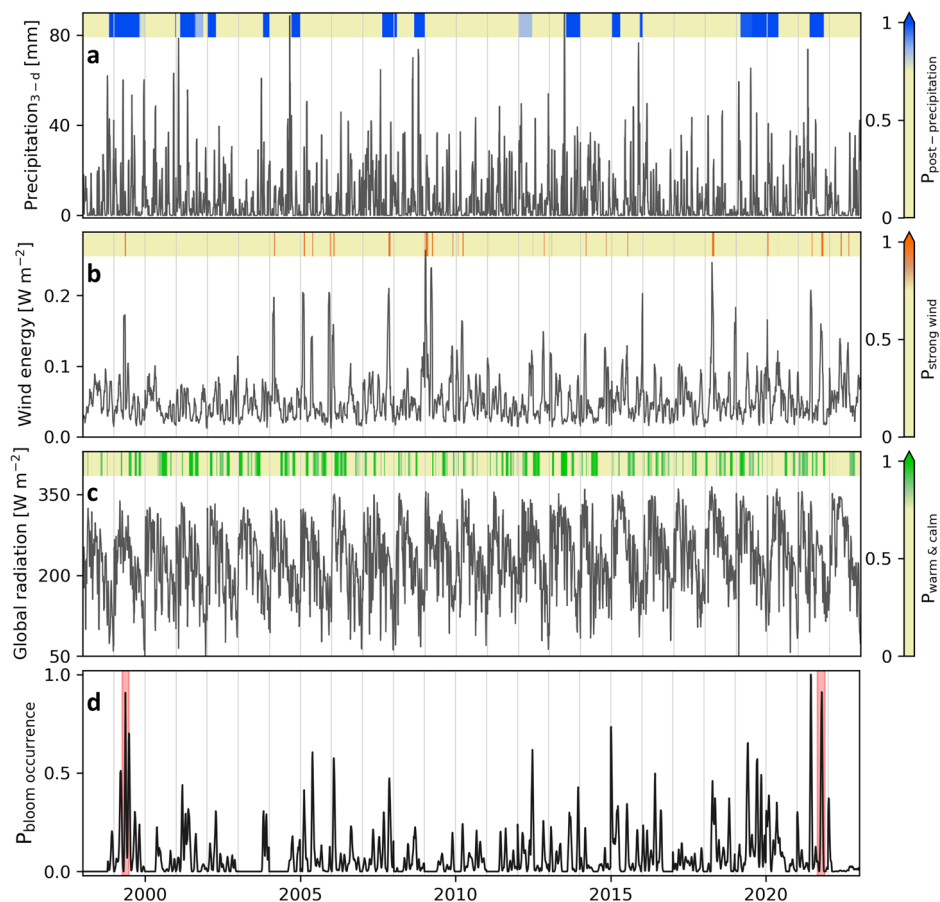 a
Precipitation3−d [mm]
80
40
0
1
0.5
0
Ppost − precipitation
b
Wind energy [W m−2]
0.2
0.1
0.0
1
0.5
0
Pstrong wind
c
Global radiation [W m−2]
350
200
50
1
0.5
0
Pwarm & calm
d
Pbloom occurrence
1.0
0.5
0.0
2000 2005 2010 2015 2020